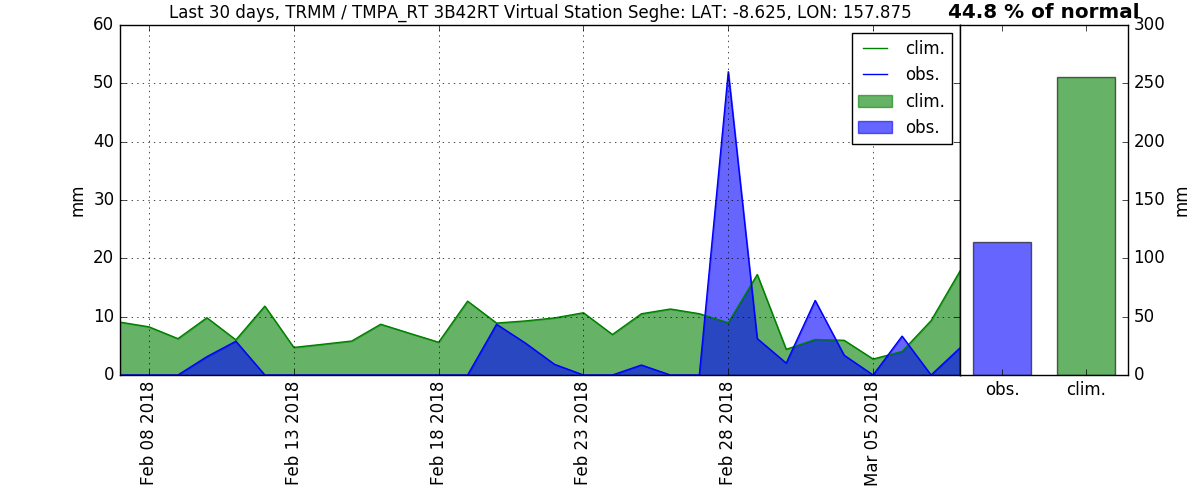 Last 30 days, TRMM / TMPA_RT 3B42RT Virtual Station Seghe: LAT: -8.625, LON: 157.875
44.8 % of normal
60
50
40
30
20
10
0
mm
clim.
obs.
clim.
obs.
Feb 08 2018
Feb 13 2018
Feb 18 2018
Feb 23 2018
Feb 28 2018
Mar 05 2018
300
250
200
150
100
50
0
mm
obs.
clim.